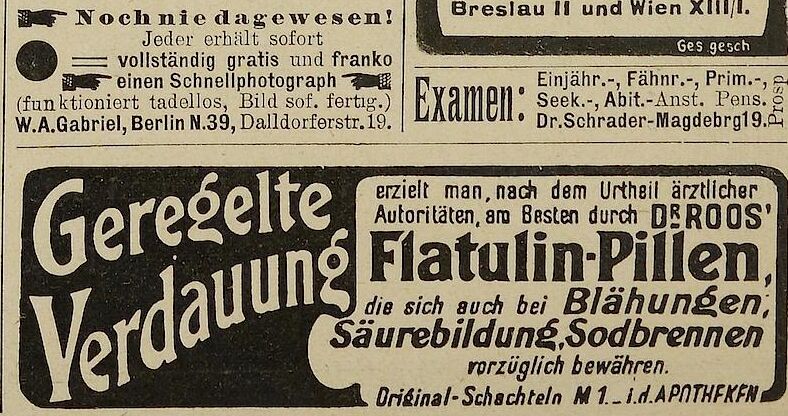 Noch nie dagewesen!
Jeder erhält sofort
vollständig gratis und franko
einen Schnellphotograph
(funktioniert tadellos, Bild sof. fertig.)
W.A. Gabriel, Berlin N.39, Dalldorferstr. 19.
Breslau II und Wien XIII/I.
Ges. gesch
Examen:
Einjähr.-, Fähnr.-, Prim.-,
Seek.-, Abit.-Anst. Pens.
Dr. Schrader-Magdebrg 19.
Prosp
Geregelte
Verdauung
erzielt man, nach dem Urtheil ärztlicher
Autoritäten, am Besten durch DR ROOS'
Flatulin-Pillen,
die sich auch bei Blähungen,
Säurebildung, Sodbrennen
vorzüglich bewähren.
Original-Schachteln M 1._ i.d. APOTHEKEN